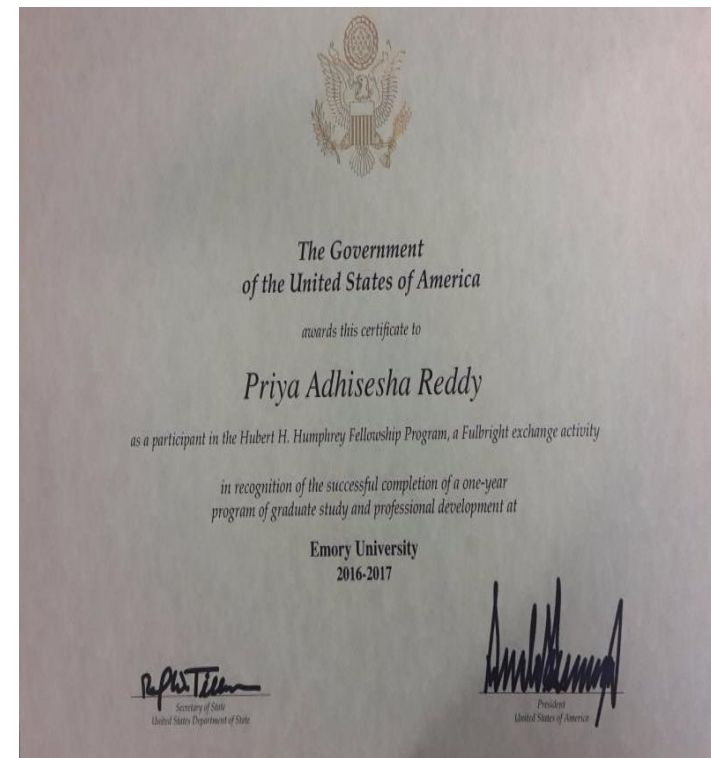 The Government
of the United States of America
awards this certificate to
Priya Adhisesha Reddy
as a participant in the Hubert H. Humphrey Fellowship Program, a Fulbright exchange activity
in recognition of the successful completion of a one-year
program of graduate study and professional development at
Emory University
2016-2017
Secretary of State
United States Department of State
President
United States of America